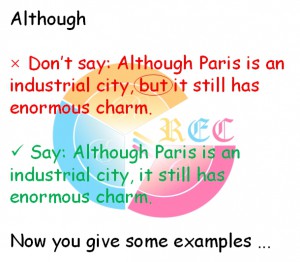 Although
× Don't say: Although Paris is an
industrial city, but it still has
enormous charm.
REC
✓ Say: Although Paris is an
industrial city, it still has
enormous charm.
Now you give some examples ...